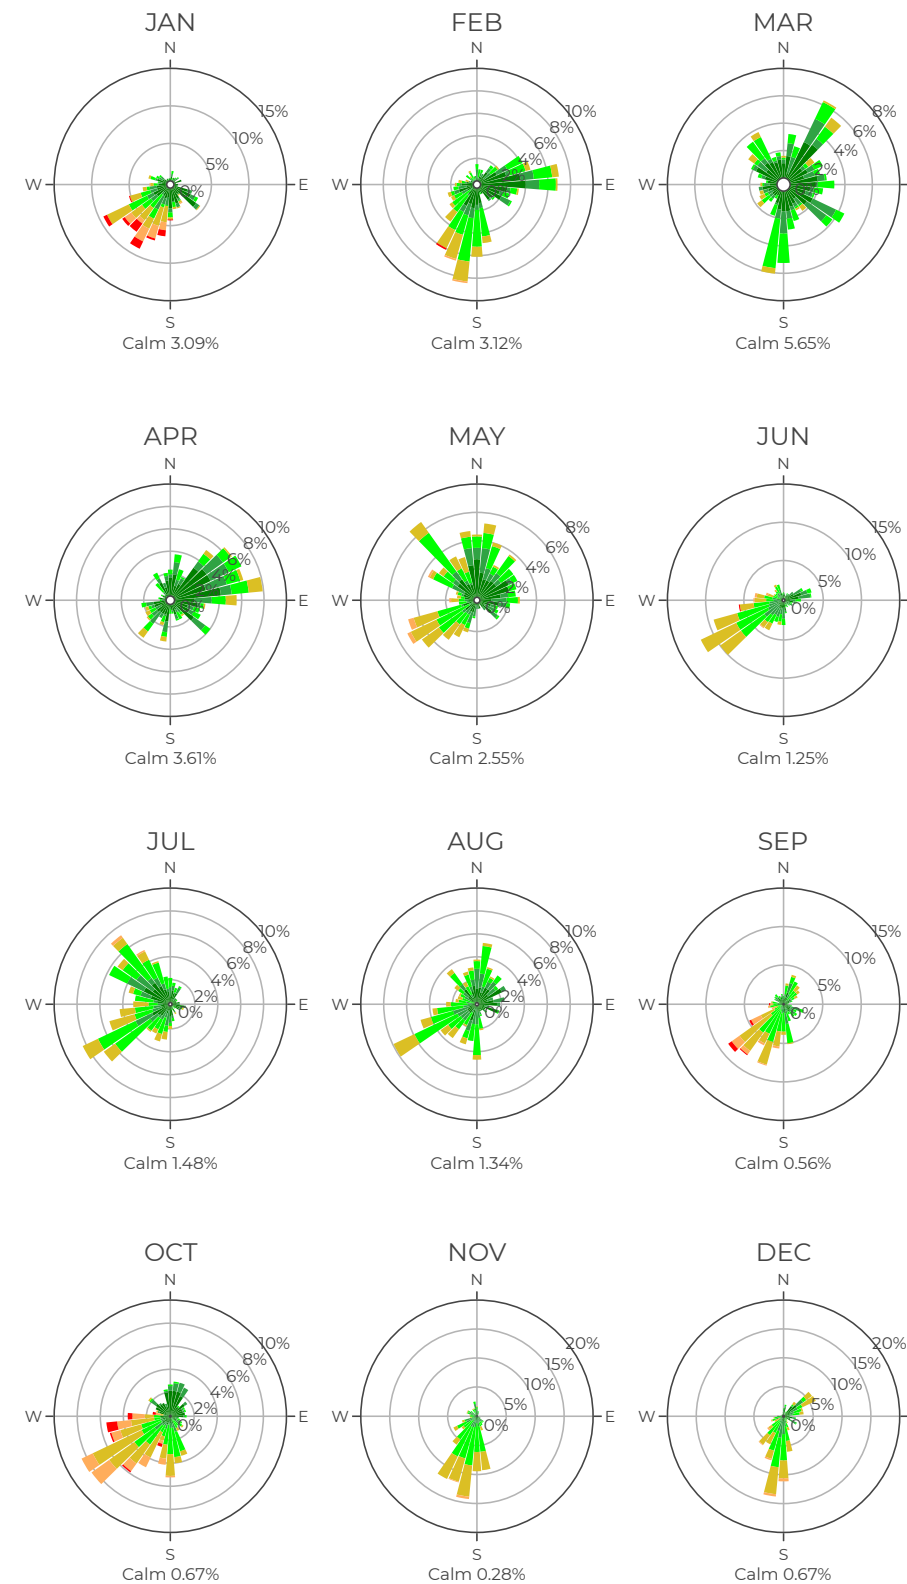 JAN FEB MAR
N N N
15% 10% 8%
10% 8% 6%
5% 6% 4%
0% 4% 2%
W E W E W
S S S
Calm 3.09% Calm 3.12% Calm 5.65%
APR MAY JUN
N N N
10% 8% 15%
8% 6% 10%
6% 4% 5%
4% 2% 0%
W E W E W
S S S
Calm 3.61% Calm 2.55% Calm 1.25%
JUL AUG SEP
N N N
10% 10% 15%
8% 8% 10%
6% 6% 5%
4% 4% 0%
2% 2%
0% 0%
W E W E W
S S S
Calm 1.48% Calm 1.34% Calm 0.56%
OCT NOV DEC
N N N
10% 20% 20%
8% 15% 15%
6% 10% 10%
4% 5% 5%
2% 0% 0%
0%
W E W E W
S S S
Calm 0.67% Calm 0.28% Calm 0.67%